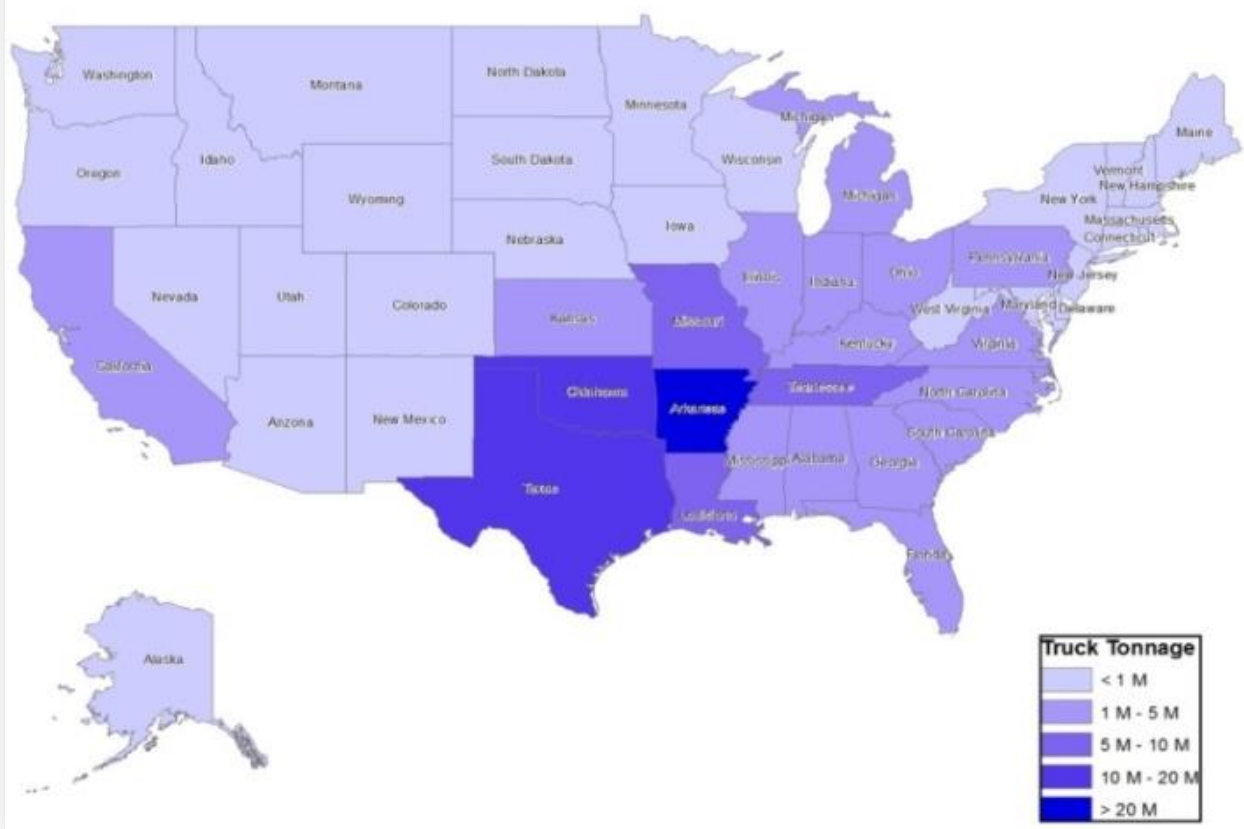 Washington
Montana
North Dakota
Minnesota
Michigan
Maine
Oregon
Idaho
South Dakota
Wisconsin
Vermont
New Hampshire
Wyoming
Michigan
New York
Massachusetts
Iowa
Connecticut
Nebraska
Pennsylvania
Nevada
Utah
Colorado
Illinois
Indiana
Ohio
New Jersey
West Virginia
Maryland
Delaware
Kansas
Missouri
Kentucky
Virginia
California
Oklahoma
Tennessee
North Carolina
Arizona
New Mexico
Arkansas
South Carolina
Mississippi
Alabama
Georgia
Texas
Louisiana
Florida
Alaska
Truck Tonnage
< 1 M
1 M - 5 M
5 M - 10 M
10 M - 20 M
> 20 M